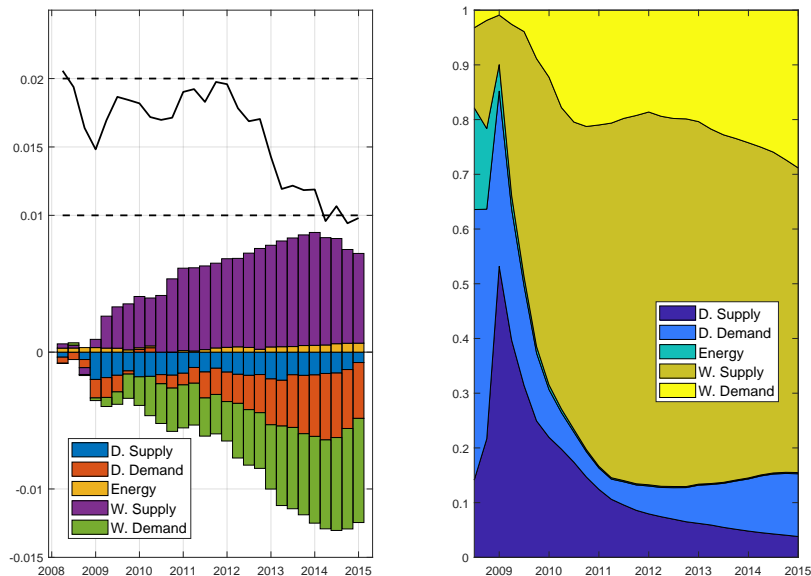 0.02
0.015
0.01
0
-0.01
-0.015
D. Supply
D. Demand
Energy
W. Supply
W. Demand
2008 2009 2010 2011 2012 2013 2014 2015
1
0.9
0.8
0.7
0.6
0.5
0.4
0.3
0.2
0.1
0
D. Supply
D. Demand
Energy
W. Supply
W. Demand
2009 2010 2011 2012 2013 2014 2015